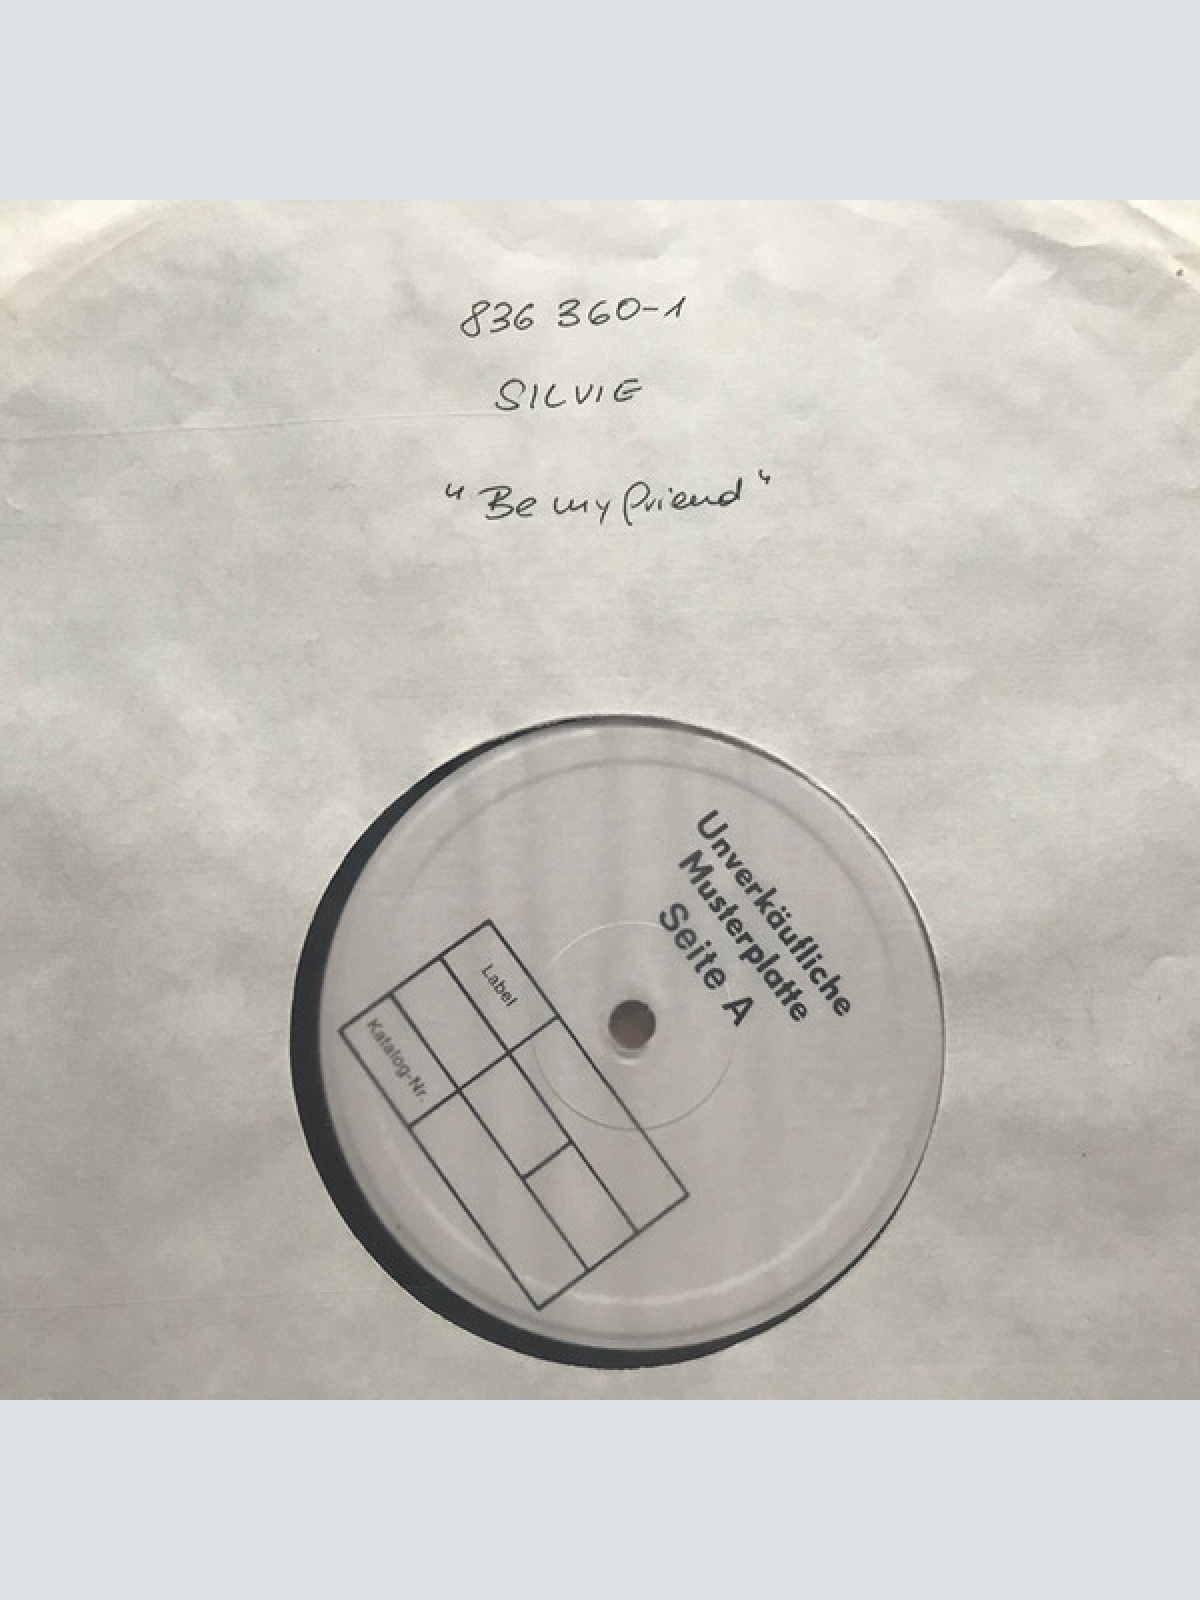 836 360-1
SILVIE
"Be my friend"
Unverkäufliche
Musterplatte
Seite A
Label
Katalog-Nr.